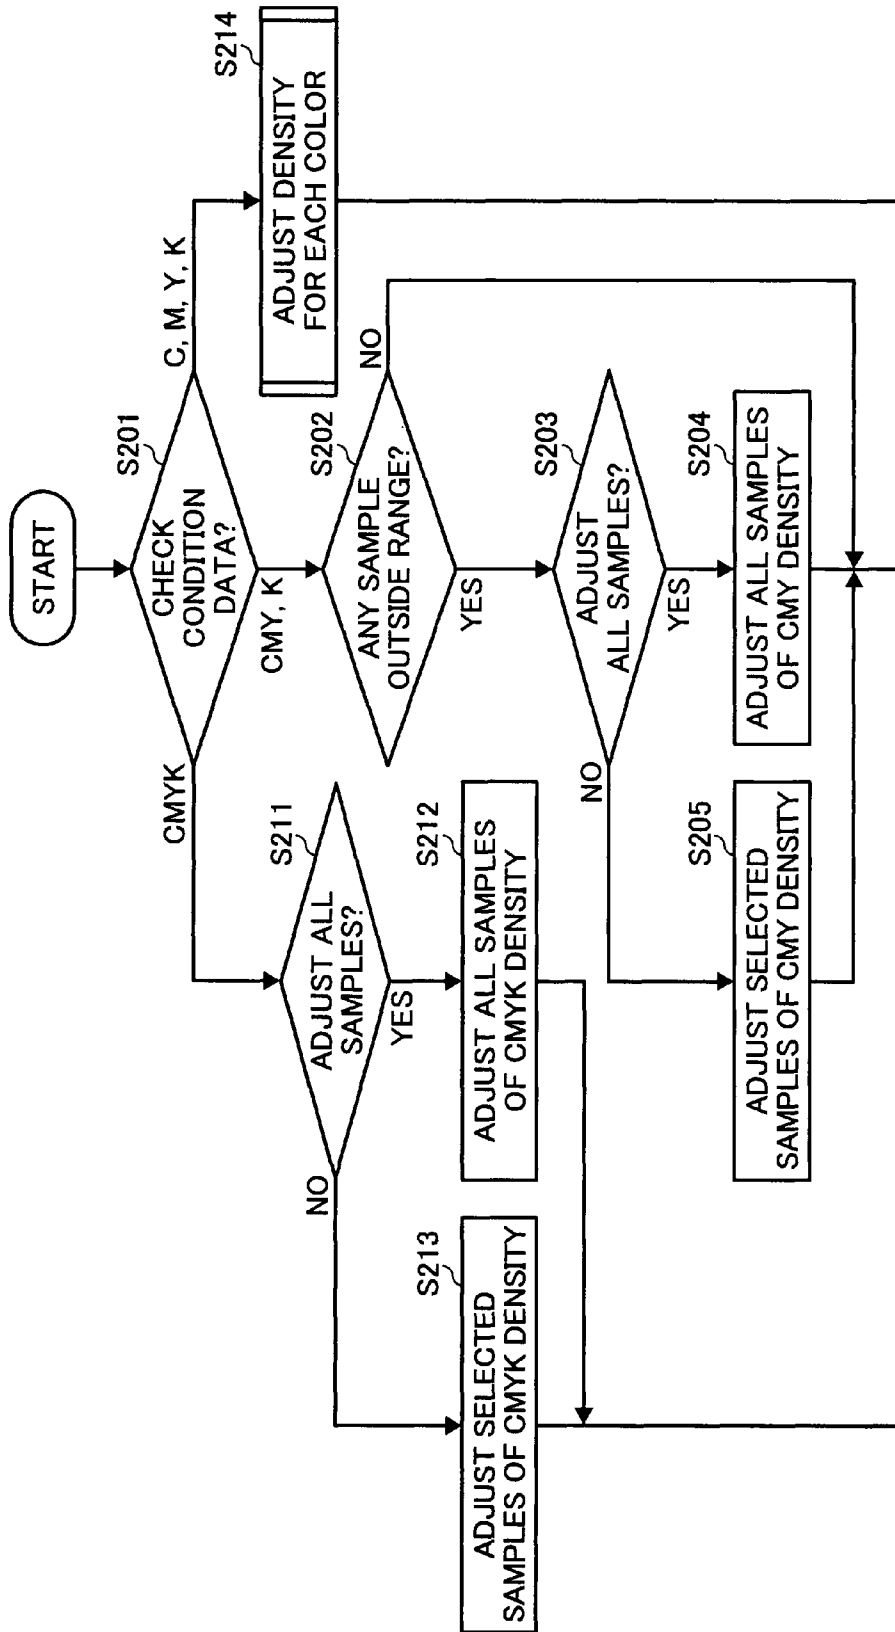 START
S201
CHECK
CONDITION
DATA?
CMYK
CMY, K
C, M, Y, K
S214
ADJUST DENSITY
FOR EACH COLOR
S211
ADJUST ALL
SAMPLES?
NO
YES
S202
ANY SAMPLE
OUTSIDE RANGE?
NO
YES
S213
ADJUST SELECTED
SAMPLES OF CMYK DENSITY
S212
ADJUST ALL SAMPLES
OF CMYK DENSITY
S203
ADJUST
ALL SAMPLES?
NO
YES
S205
ADJUST SELECTED
SAMPLES OF CMY DENSITY
S204
ADJUST ALL SAMPLES
OF CMY DENSITY